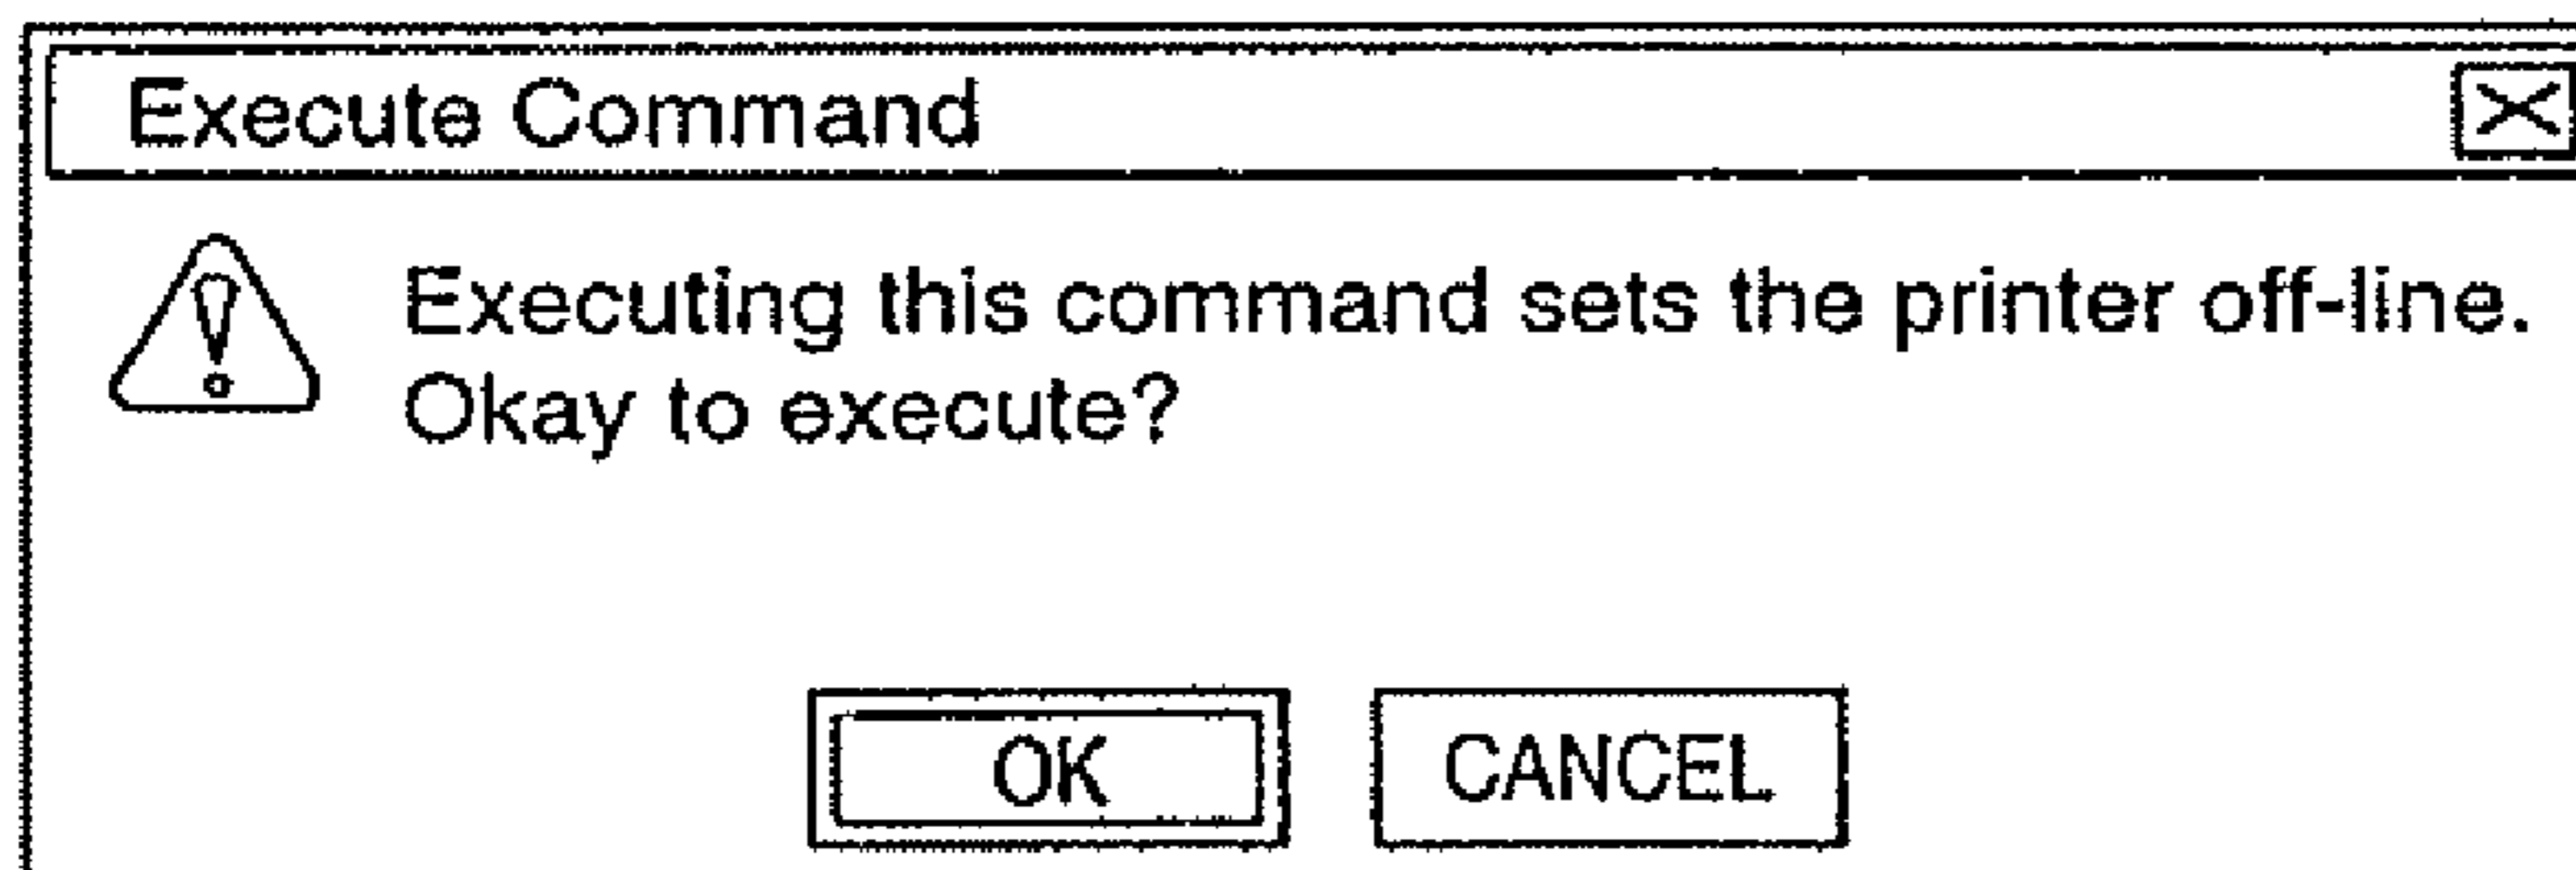 Execute Command
Executing this command sets the printer off-line.
Okay to execute?
OK
CANCEL